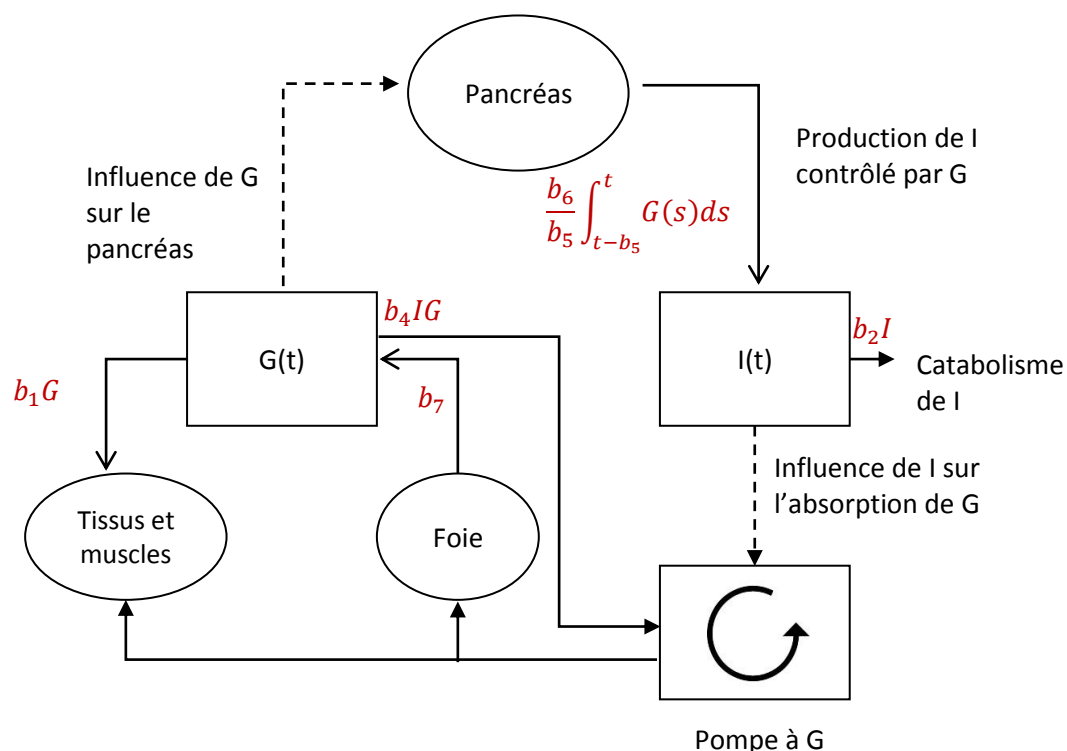 Pancréas
Production de I
contrôlé par G
Influence de G
sur le
pancréas
b₆/b₅ ∫_{t−b₅}^{t} G(s)ds
b₄IG
b₂I
G(t)
I(t)
b₁G
b₇
Catabolisme
de I
Influence de I sur
l’absorption de G
Tissus et
muscles
Foie
Pompe à G